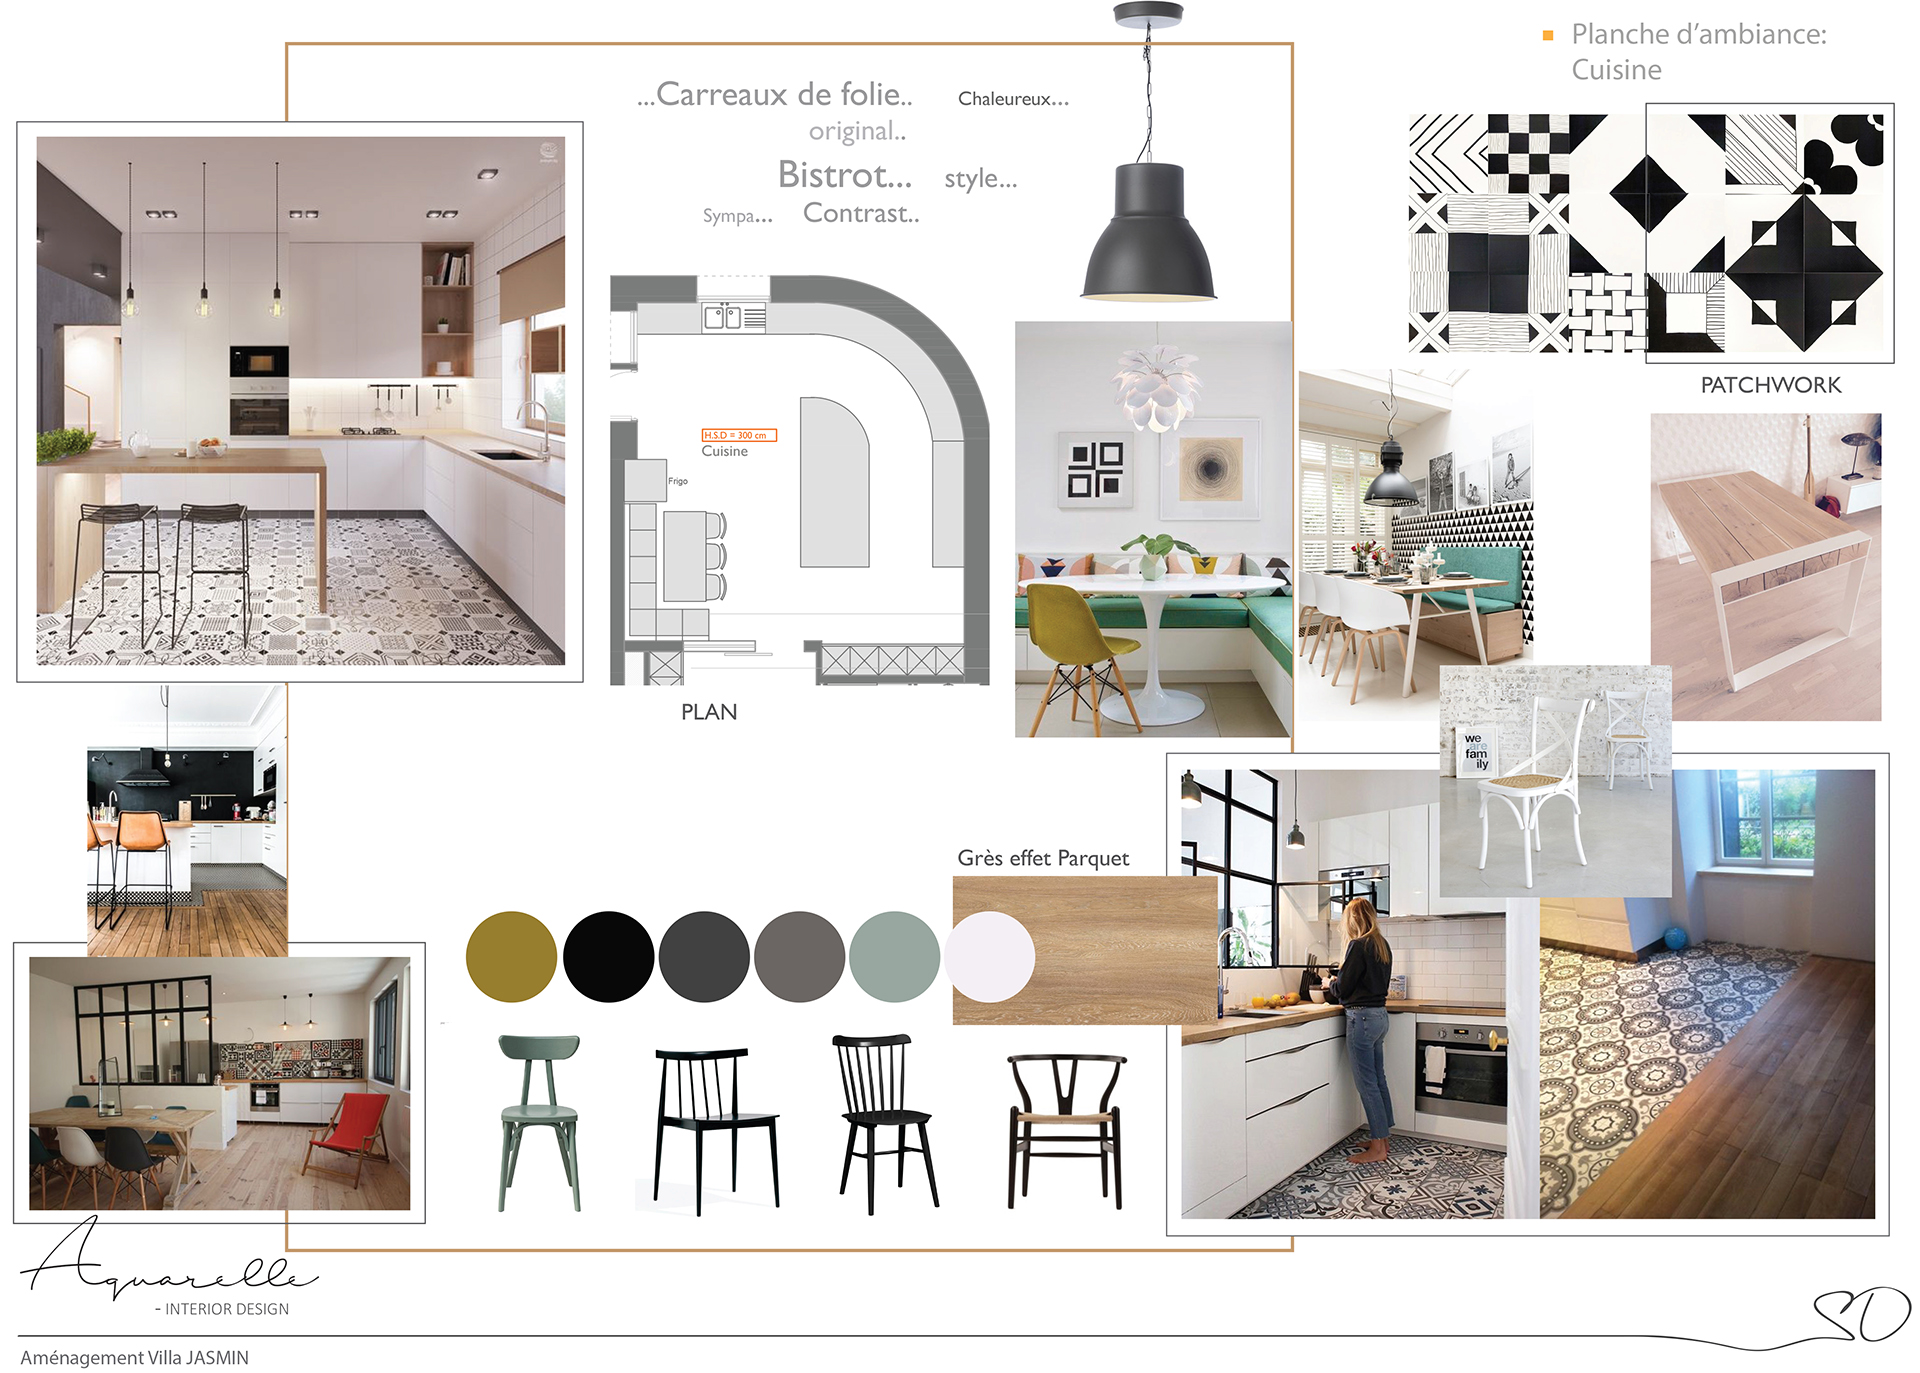 Planche d'ambiance:
Cuisine
...Carreaux de folie..
Chaleureux...
original..
Bistrot...
style...
Sympa...
Contrast..
H.S.D = 300 cm
Cuisine
Frigo
PLAN
PATCHWORK
we
are
fam
ily
Grès effet Parquet
Aquarelle
- INTERIOR DESIGN
SD
Aménagement Villa JASMIN